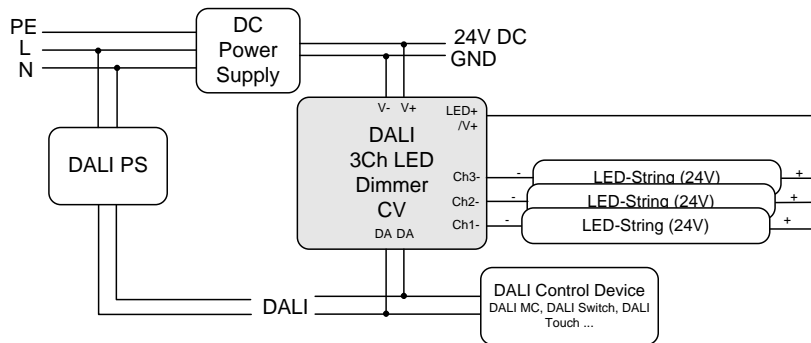 PE
L
N
DC
Power
Supply
24V DC
GND
V- V+
LED+
/V+
DALI
3Ch LED
Dimmer
CV
DA DA
Ch3-
Ch2-
Ch1-
- LED-String (24V) +
- LED-String (24V) +
- LED-String (24V) +
DALI PS
DALI
DALI Control Device
DALI MC, DALI Switch, DALI
Touch ...